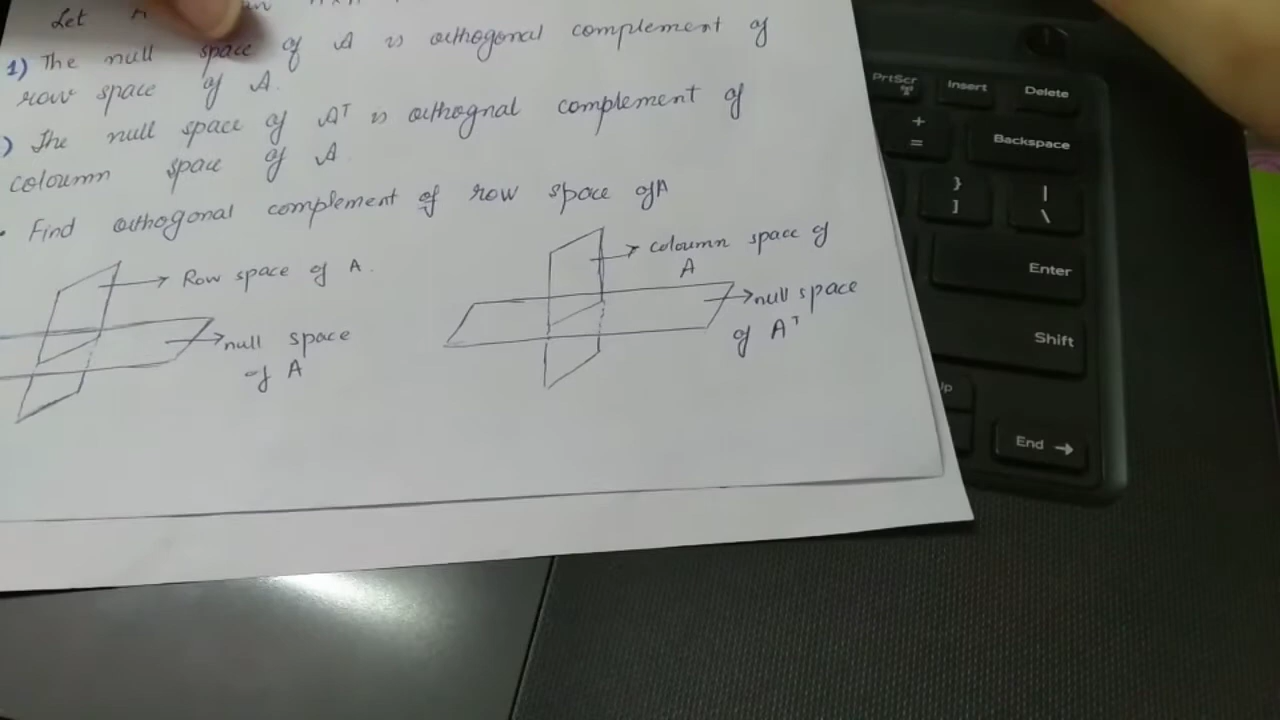 Let
1) The null space of A is orthogonal complement of
row space of A.
) The null space of Aᵀ is orthognal complement of
coloumn space of A
. Find orthogonal complement of row space of A
Row space of A.
null space
of A
coloumn space of
A
null space
of Aᵀ
PrtScr
Insert
Delete
+
=
Backspace
}
]
|
\
Enter
Shift
End →